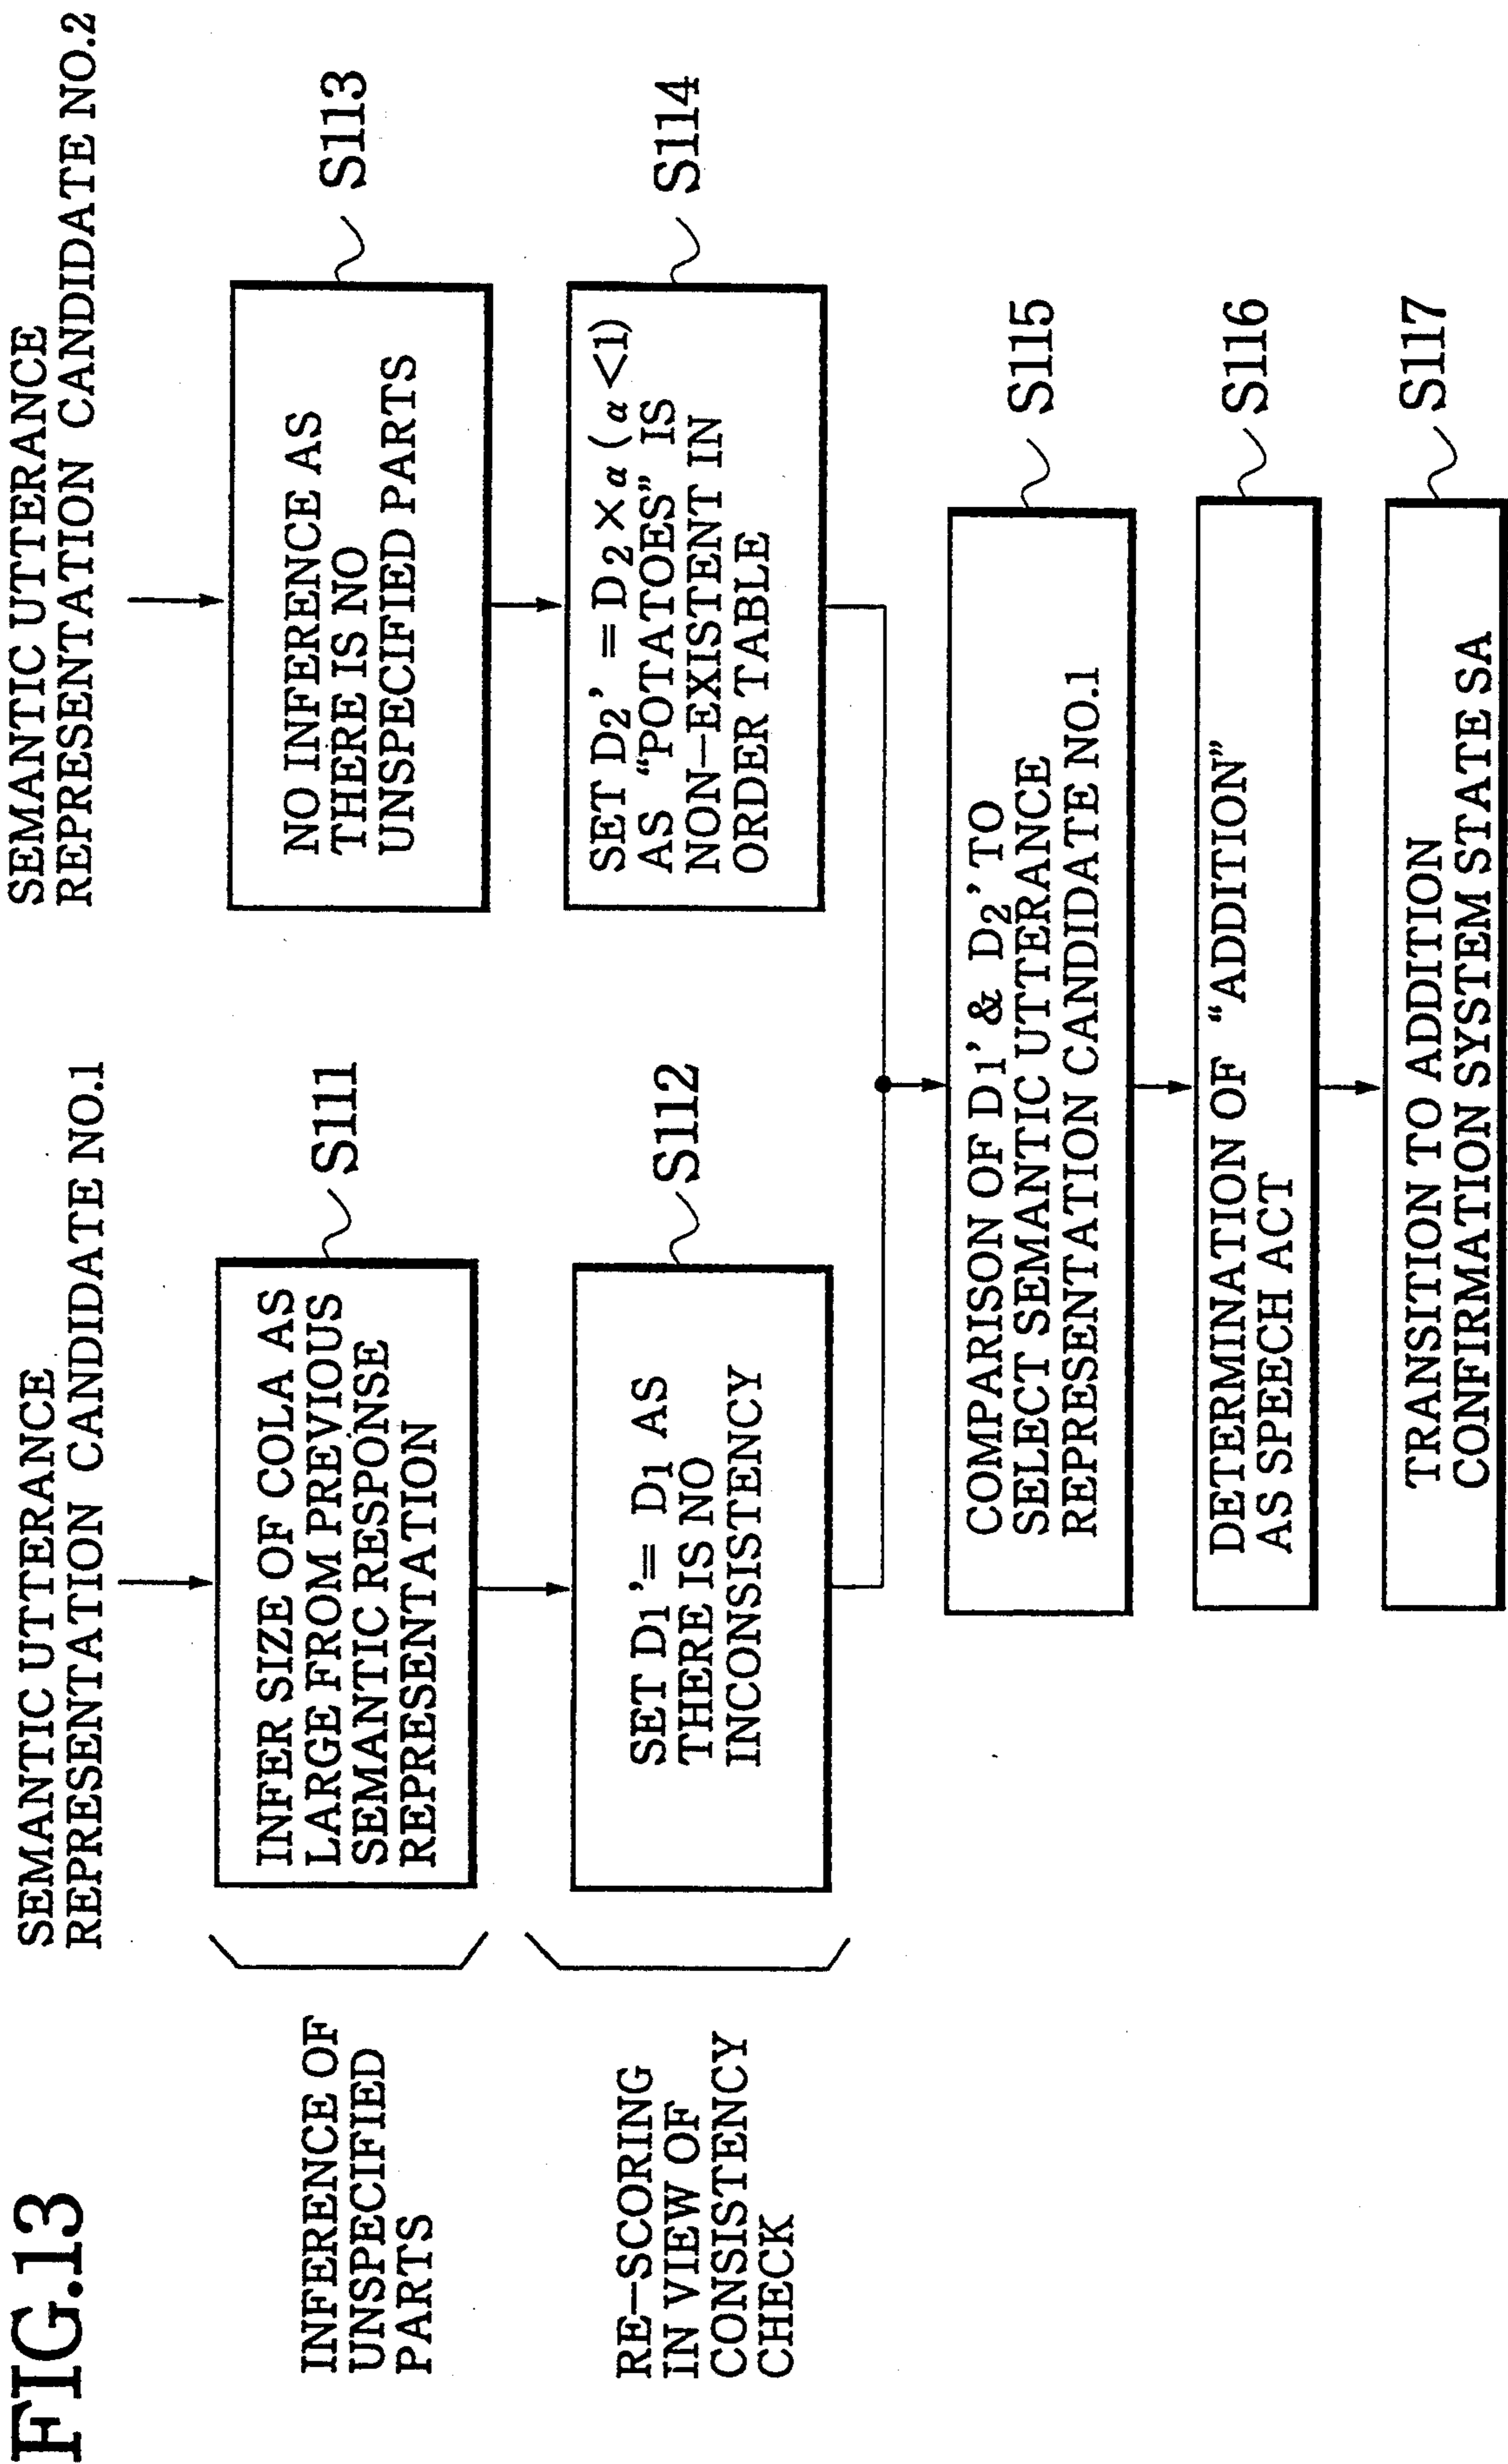 FIG.13
SEMANTIC UTTERANCE
REPRESENTATION CANDIDATE NO.1
SEMANTIC UTTERANCE
REPRESENTATION CANDIDATE NO.2
INFERENCE OF
UNSPECIFIED
PARTS
INFER SIZE OF COLA AS
LARGE FROM PREVIOUS
SEMANTIC RESPONSE
REPRESENTATION
S111
NO INFERENCE AS
THERE IS NO
UNSPECIFIED PARTS
S113
RE-SCORING
IN VIEW OF
CONSISTENCY
CHECK
SET D1'= D1 AS
THERE IS NO
INCONSISTENCY
S112
SET D2' = D2 × α (α <1)
AS "POTATOES" IS
NON-EXISTENT IN
ORDER TABLE
S114
COMPARISON OF D1' & D2' TO
SELECT SEMANTIC UTTERANCE
REPRESENTATION CANDIDATE NO.1
S115
DETERMINATION OF "ADDITION"
AS SPEECH ACT
S116
TRANSITION TO ADDITION
CONFIRMATION SYSTEM STATE SA
S117